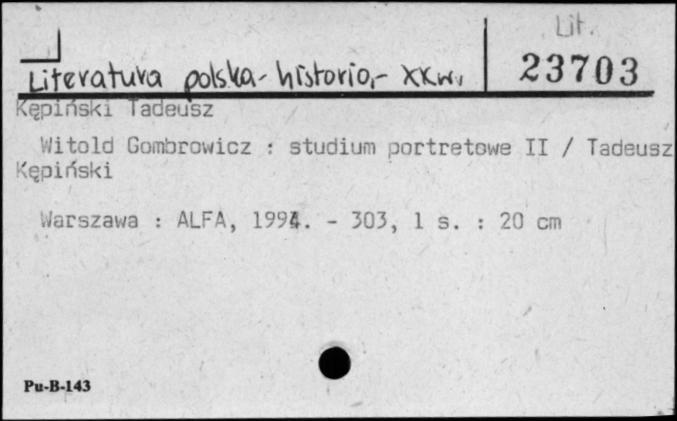 Lit.
23703
Literatura polska - historia - XX w.
Kępiński Tadeusz
Witold Gombrowicz : studium portretowe II / Tadeusz
Kępiński
Warszawa : ALFA, 1994. - 303, 1 s. : 20 cm
Pu-B-143